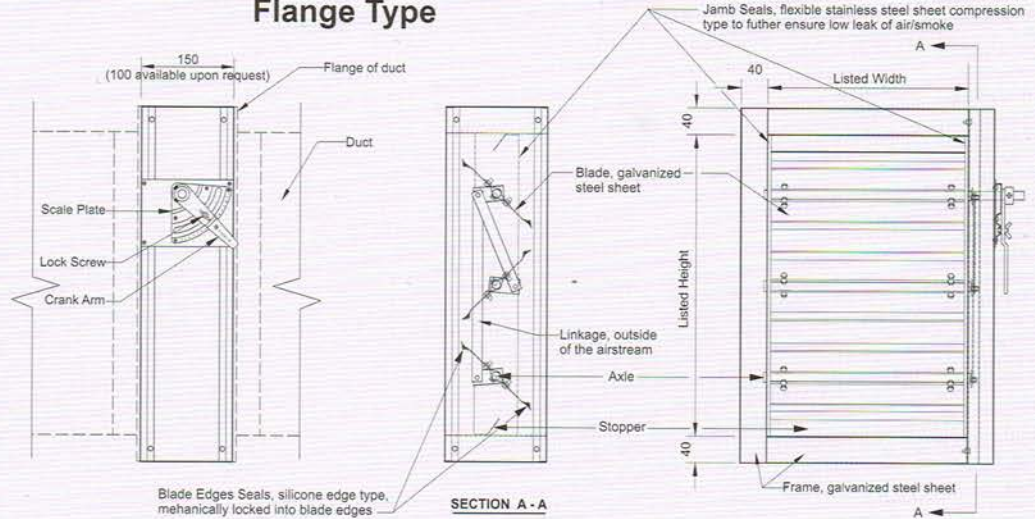 Flange Type
Jamb Seals, flexible stainless steel sheet compression
type to futher ensure low leak of air/smoke
150
(100 available upon request)
Flange of duct
Duct
Scale Plate
Lock Screw
Crank Arm
Blade, galvanized
steel sheet
Linkage, outside
of the airstream
Axle
Stopper
Blade Edges Seals, silicone edge type,
mehanically locked into blade edges
SECTION A - A
A
40
Listed Width
40
Listed Height
40
Frame, galvanized steel sheet
A